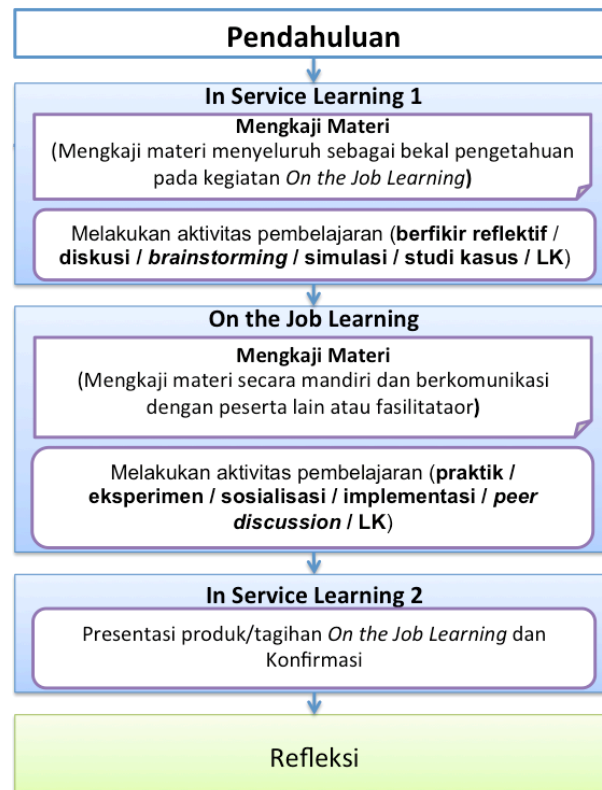 Pendahuluan
In Service Learning 1
Mengkaji Materi
(Mengkaji materi menyeluruh sebagai bekal pengetahuan
pada kegiatan On the Job Learning)
Melakukan aktivitas pembelajaran (berfikir reflektif /
diskusi / brainstorming / simulasi / studi kasus / LK)
On the Job Learning
Mengkaji Materi
(Mengkaji materi secara mandiri dan berkomunikasi
dengan peserta lain atau fasilitataor)
Melakukan aktivitas pembelajaran (praktik /
eksperimen / sosialisasi / implementasi / peer
discussion / LK)
In Service Learning 2
Presentasi produk/tagihan On the Job Learning dan
Konfirmasi
Refleksi